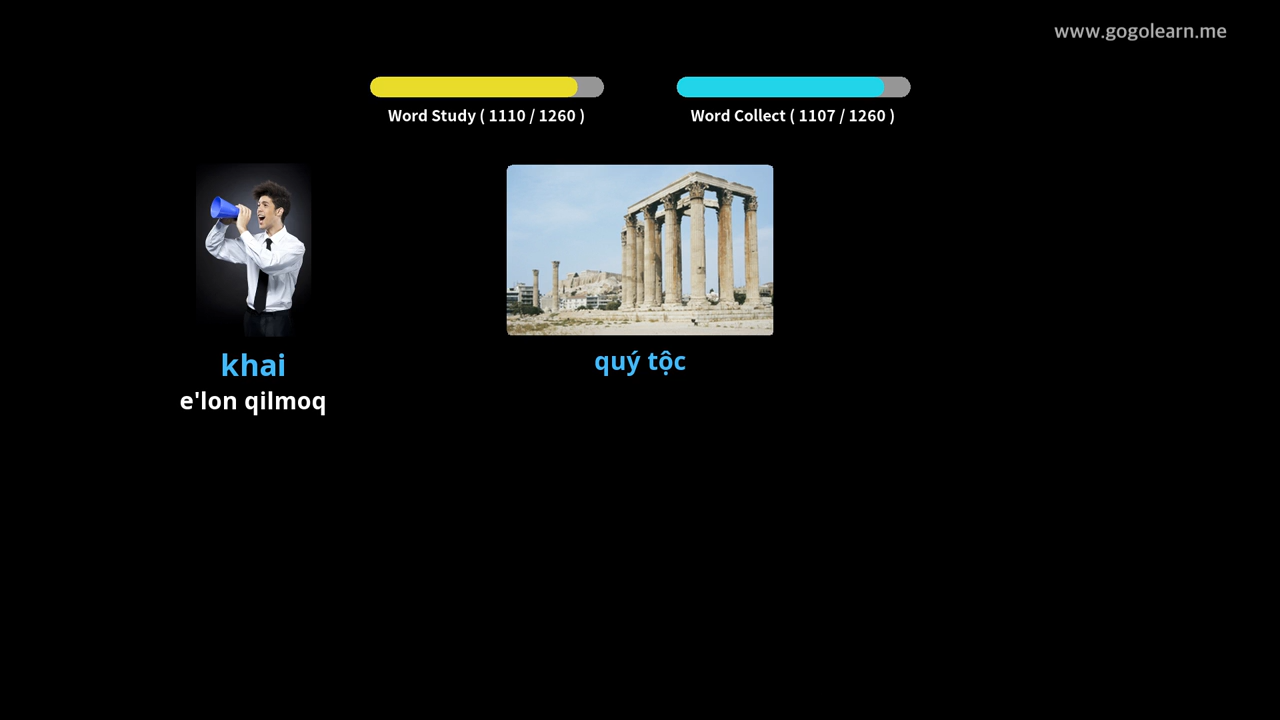 www.gogolearn.me
Word Study ( 1110 / 1260 )
Word Collect ( 1107 / 1260 )
khai
e'lon qilmoq
quý tộc